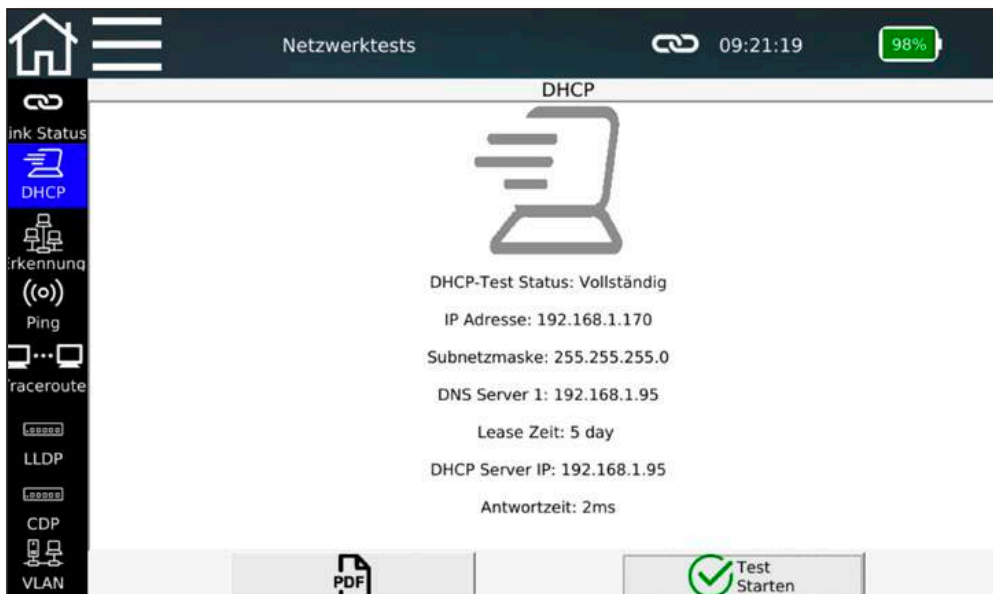 Netzwerktests
09:21:19
98%
DHCP
ink Status
DHCP
rkennung
Ping
raceroute
LLDP
CDP
VLAN
DHCP-Test Status: Vollständig
IP Adresse: 192.168.1.170
Subnetzmaske: 255.255.255.0
DNS Server 1: 192.168.1.95
Lease Zeit: 5 day
DHCP Server IP: 192.168.1.95
Antwortzeit: 2ms
PDF
Test
Starten